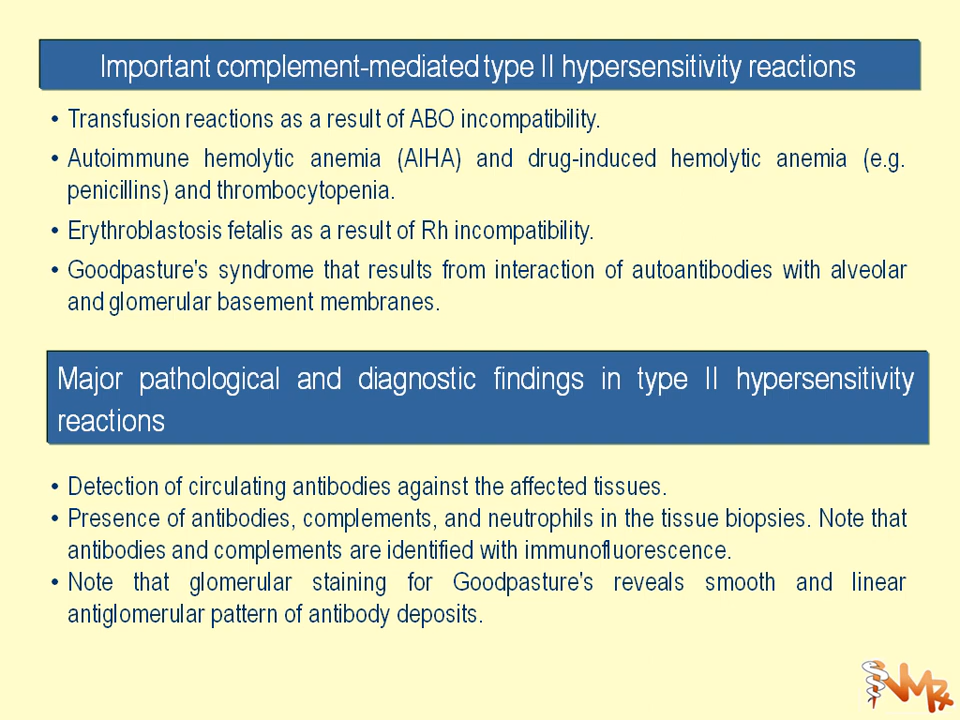 Important complement-mediated type II hypersensitivity reactions
• Transfusion reactions as a result of ABO incompatibility.
• Autoimmune hemolytic anemia (AIHA) and drug-induced hemolytic anemia (e.g.
penicillins) and thrombocytopenia.
• Erythroblastosis fetalis as a result of Rh incompatibility.
• Goodpasture's syndrome that results from interaction of autoantibodies with alveolar
and glomerular basement membranes.
Major pathological and diagnostic findings in type II hypersensitivity
reactions
• Detection of circulating antibodies against the affected tissues.
• Presence of antibodies, complements, and neutrophils in the tissue biopsies. Note that
antibodies and complements are identified with immunofluorescence.
• Note that glomerular staining for Goodpasture's reveals smooth and linear
antiglomerular pattern of antibody deposits.